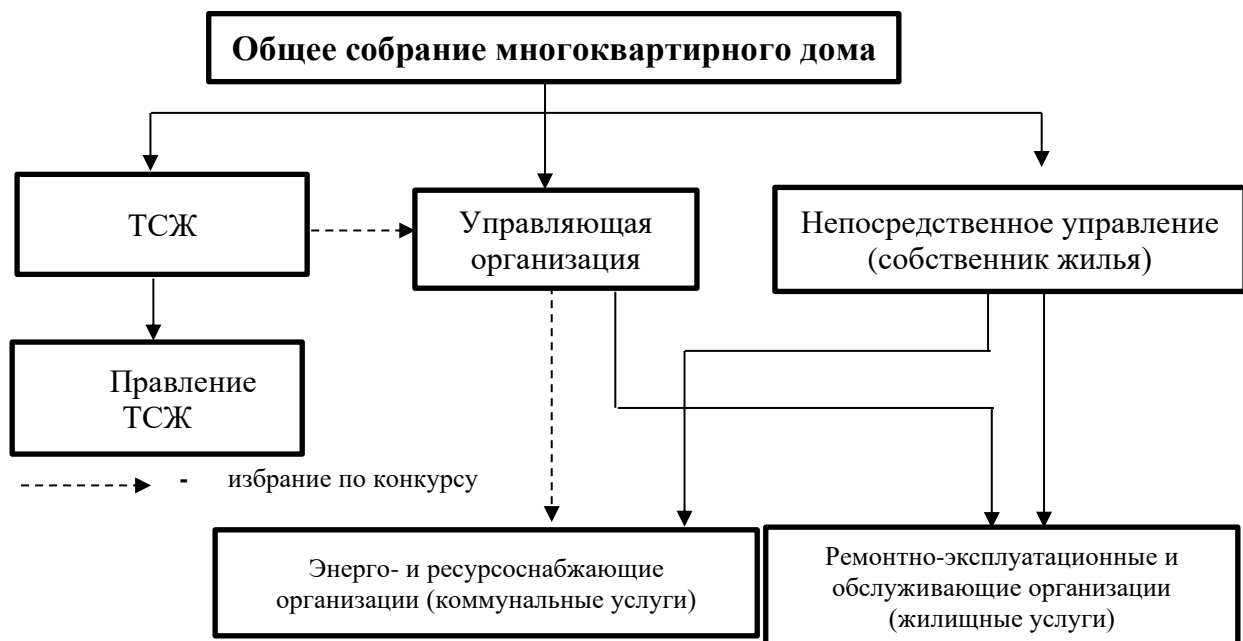 Общее собрание многоквартирного дома
ТСЖ
Управляющая
организация
Непосредственное управление
(собственник жилья)
Правление
ТСЖ
- избрание по конкурсу
Энерго- и ресурсоснабжающие
организации (коммунальные услуги)
Ремонтно-эксплуатационные и
обслуживающие организации
(жилищные услуги)